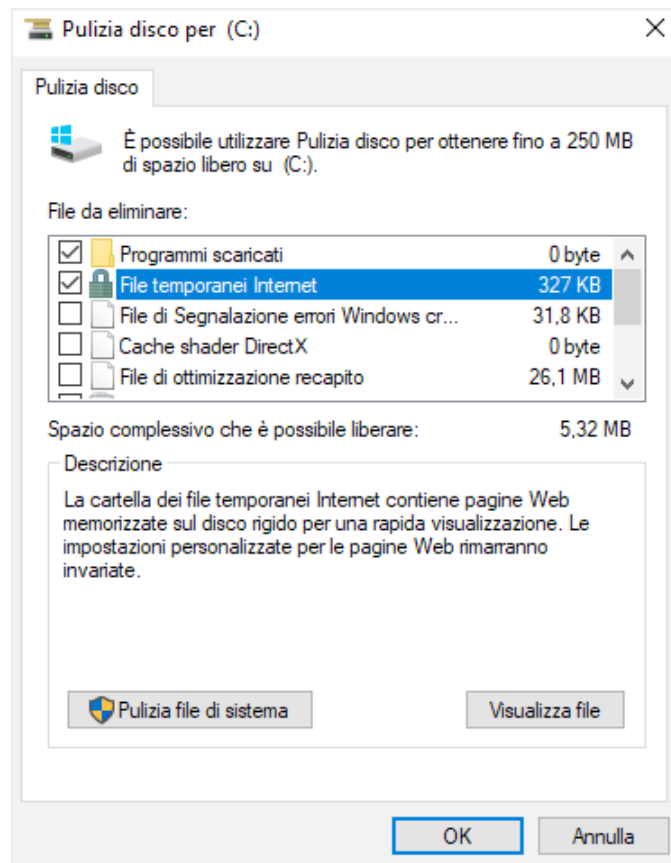 Pulizia disco per (C:)
Pulizia disco
È possibile utilizzare Pulizia disco per ottenere fino a 250 MB
di spazio libero su (C:).
File da eliminare:
Programmi scaricati 0 byte
File temporanei Internet 327 KB
File di Segnalazione errori Windows cr... 31,8 KB
Cache shader DirectX 0 byte
File di ottimizzazione recapito 26,1 MB
Spazio complessivo che è possibile liberare: 5,32 MB
Descrizione
La cartella dei file temporanei Internet contiene pagine Web
memorizzate sul disco rigido per una rapida visualizzazione. Le
impostazioni personalizzate per le pagine Web rimarranno
invariate.
Pulizia file di sistema Visualizza file
OK Annulla